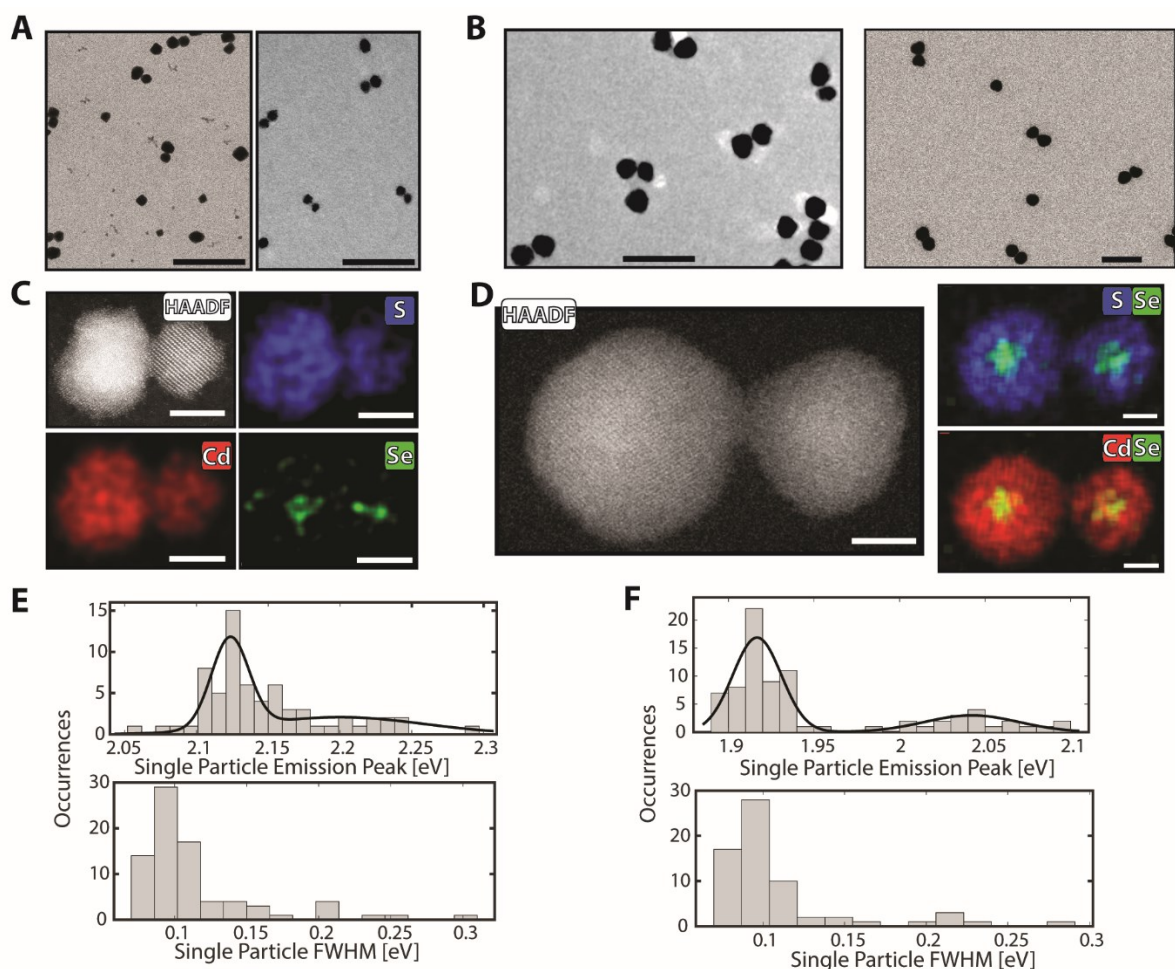 A
B
C
HAADF
S
Cd
Se
D
HAADF
S Se
Cd Se
E
15
10
5
0
2.05 2.1 2.15 2.2 2.25 2.3
Single Particle Emission Peak [eV]
Occurrences
30
20
10
0
0.1 0.15 0.2 0.25 0.3
Single Particle FWHM [eV]
F
20
15
10
5
0
1.9 1.95 2 2.05 2.1
Single Particle Emission Peak [eV]
Occurrences
30
20
10
0
0.1 0.15 0.2 0.25 0.3
Single Particle FWHM [eV]